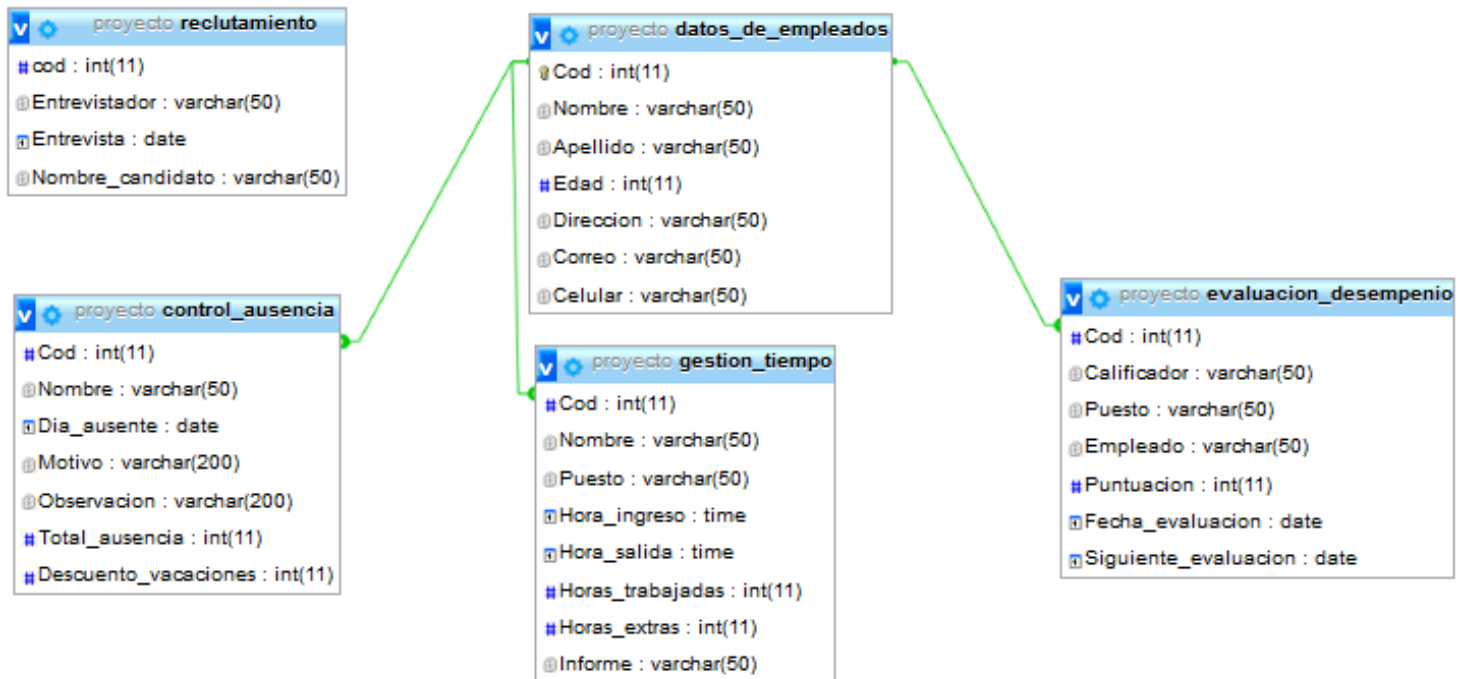 proyecto reclutamiento
cod : int(11)
Entrevistador : varchar(50)
Entrevista : date
Nombre_candidato : varchar(50)
proyecto datos_de_empleados
Cod : int(11)
Nombre : varchar(50)
Apellido : varchar(50)
Edad : int(11)
Direccion : varchar(50)
Correo : varchar(50)
Celular : varchar(50)
proyecto control_ausencia
Cod : int(11)
Nombre : varchar(50)
Dia_ausente : date
Motivo : varchar(200)
Observacion : varchar(200)
Total_ausencia : int(11)
Descuento_vacaciones : int(11)
proyecto gestion_tiempo
Cod : int(11)
Nombre : varchar(50)
Puesto : varchar(50)
Hora_ingreso : time
Hora_salida : time
Horas_trabajadas : int(11)
Horas_extras : int(11)
Informe : varchar(50)
proyecto evaluacion_desempenio
Cod : int(11)
Calificador : varchar(50)
Puesto : varchar(50)
Empleado : varchar(50)
Puntuacion : int(11)
Fecha_evaluacion : date
Siguiente_evaluacion : date